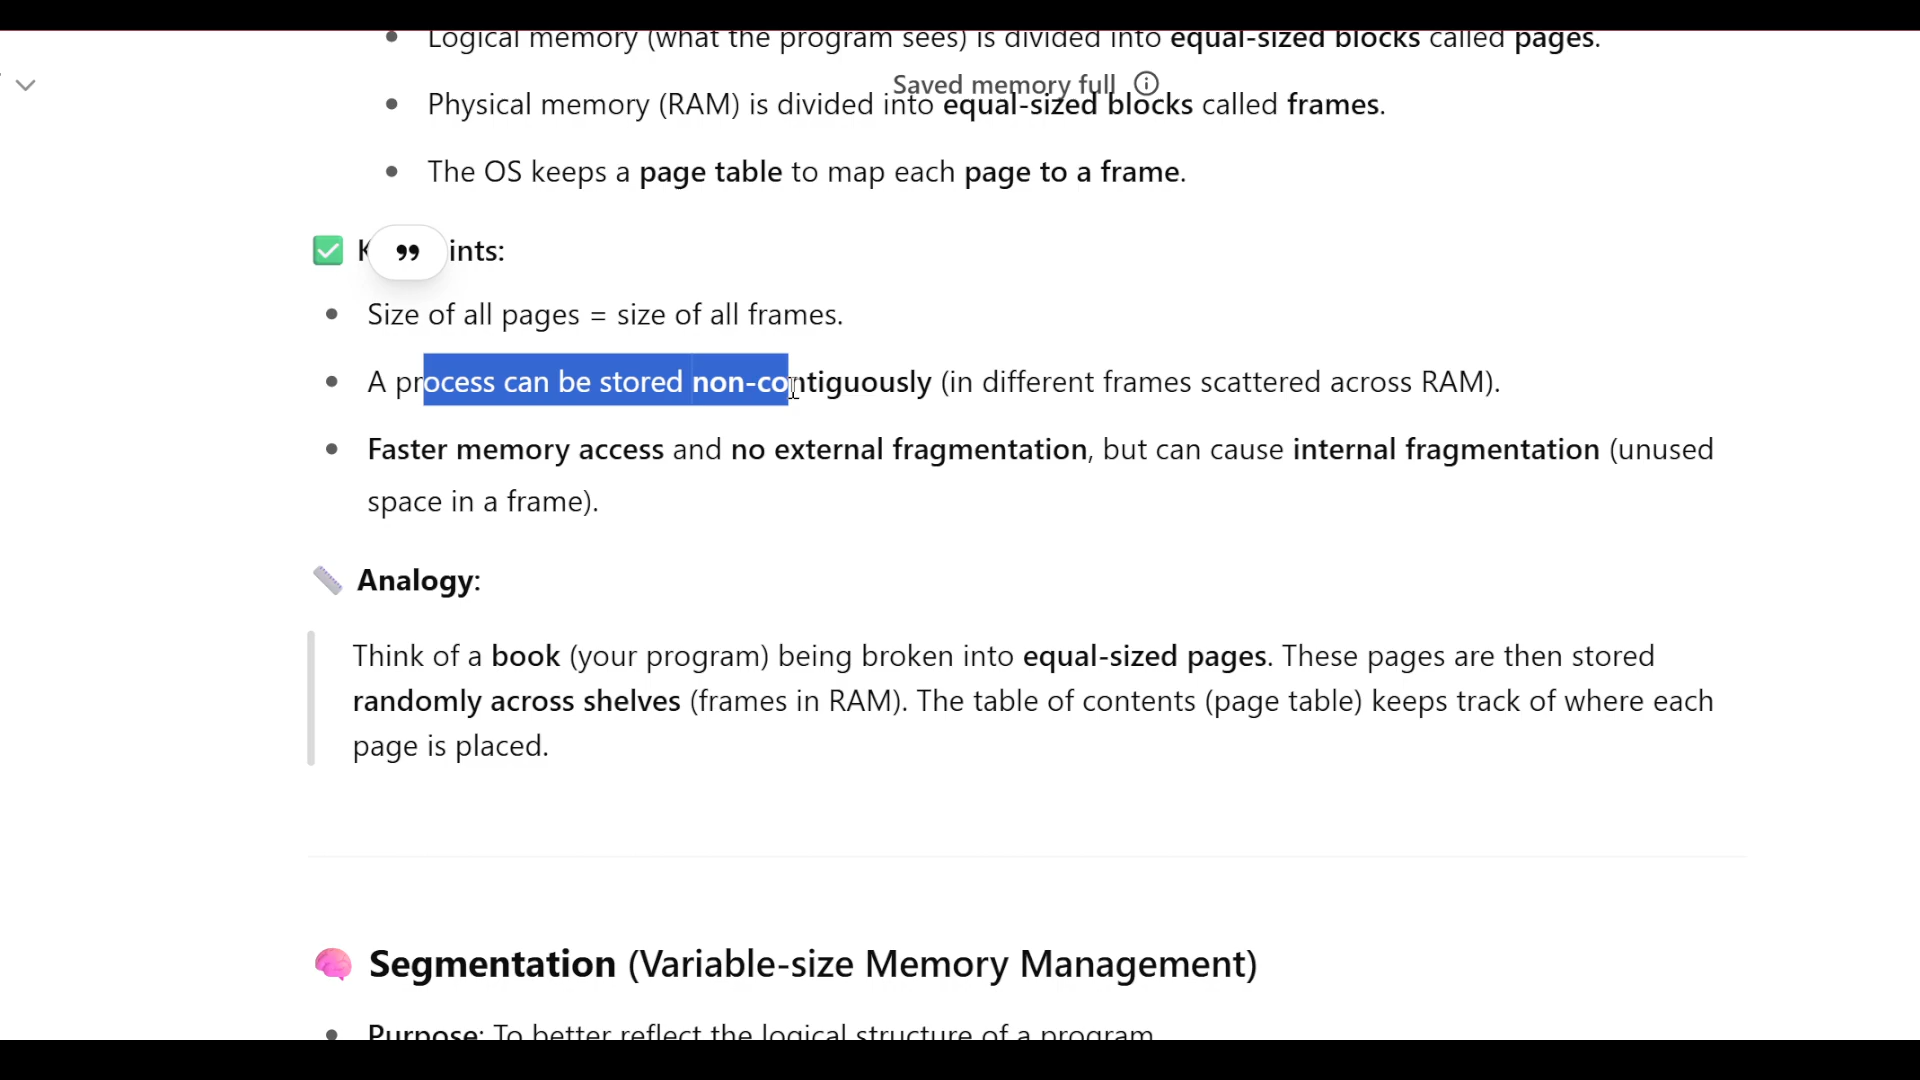 Logical memory (what the program sees) is divided into equal-sized blocks called pages.
Saved memory full
Physical memory (RAM) is divided into equal-sized blocks called frames.
The OS keeps a page table to map each page to a frame.
ints:
Size of all pages = size of all frames.
A process can be stored non-contiguously (in different frames scattered across RAM).
Faster memory access and no external fragmentation, but can cause internal fragmentation (unused
space in a frame).
Analogy:
Think of a book (your program) being broken into equal-sized pages. These pages are then stored
randomly across shelves (frames in RAM). The table of contents (page table) keeps track of where each
page is placed.
Segmentation (Variable-size Memory Management)
Purpose: To better reflect the logical structure of a program